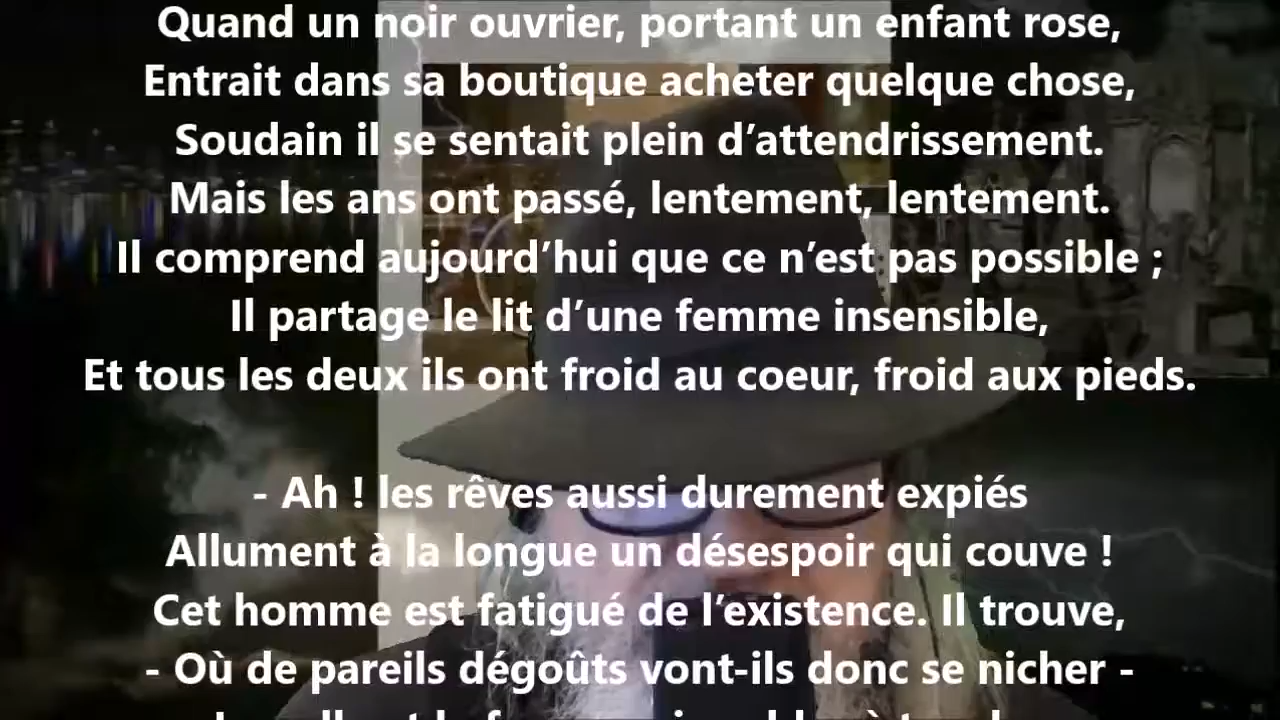 Quand un noir ouvrier, portant un enfant rose,
Entrait dans sa boutique acheter quelque chose,
Soudain il se sentait plein d’attendrissement.
Mais les ans ont passé, lentement, lentement.
Il comprend aujourd’hui que ce n’est pas possible ;
Il partage le lit d’une femme insensible,
Et tous les deux ils ont froid au coeur, froid aux pieds.
- Ah ! les rêves aussi durement expiés
Allument à la longue un désespoir qui couve !
Cet homme est fatigué de l’existence. Il trouve,
- Où de pareils dégoûts vont-ils donc se nicher -